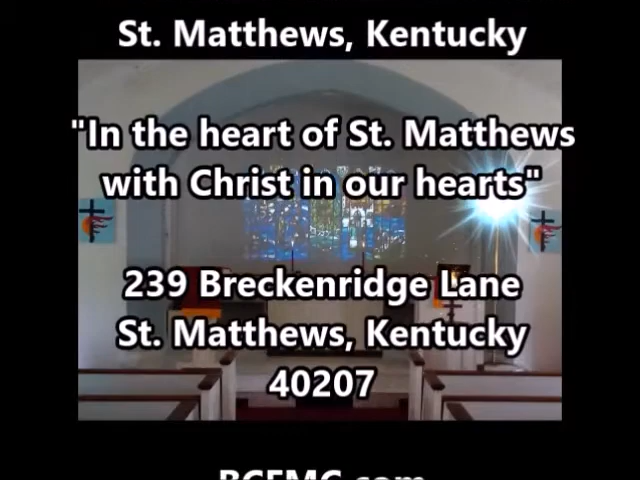 St. Matthews, Kentucky
"In the heart of St. Matthews
with Christ in our hearts"
239 Breckenridge Lane
St. Matthews, Kentucky
40207